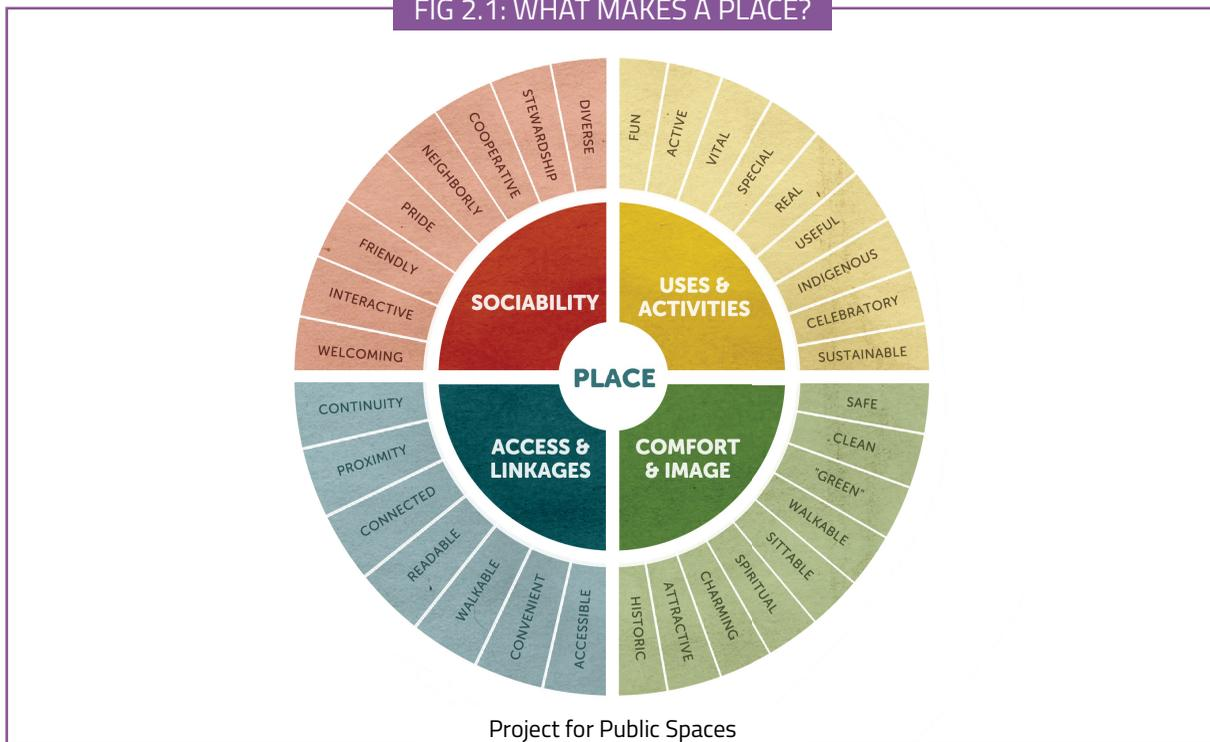 FIG 2.1: WHAT MAKES A PLACE?
DIVERSE
STEWARDSHIP
COOPERATIVE
NEIGHBORLY
PRIDE
FRIENDLY
INTERACTIVE
WELCOMING
FUN
ACTIVE
VITAL
SPECIAL
REAL
USEFUL
INDIGENOUS
CELEBRATORY
SUSTAINABLE
SOCIABILITY
USES &
ACTIVITIES
PLACE
ACCESS &
LINKAGES
COMFORT
& IMAGE
CONTINUITY
PROXIMITY
CONNECTED
READABLE
WALKABLE
CONVENIENT
ACCESSIBLE
SAFE
CLEAN
"GREEN"
WALKABLE
SITTABLE
SPIRITUAL
CHARMING
ATTRACTIVE
HISTORIC
Project for Public Spaces